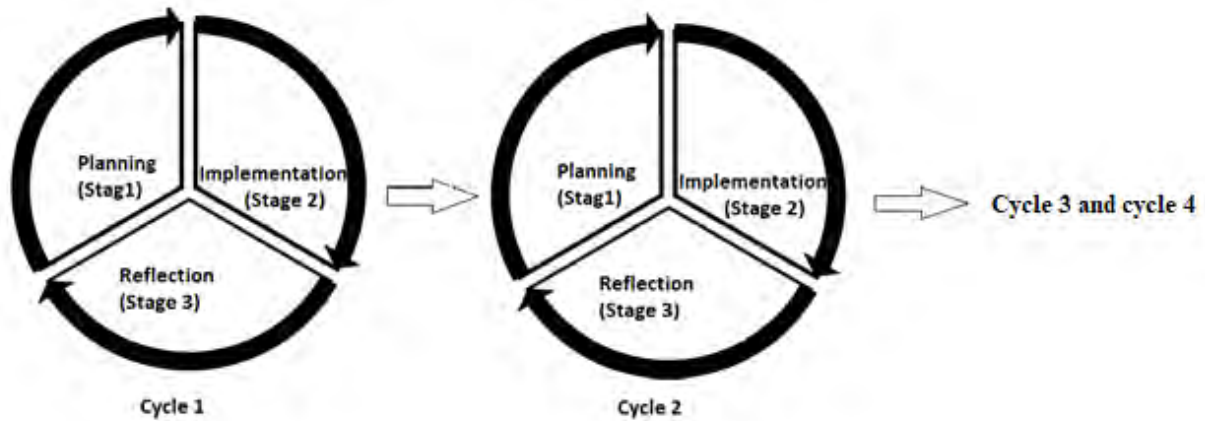 Planning
(Stag1)
Implementation
(Stage 2)
Reflection
(Stage 3)
Cycle 1
Planning
(Stag1)
Implementation
(Stage 2)
Reflection
(Stage 3)
Cycle 2
Cycle 3 and cycle 4